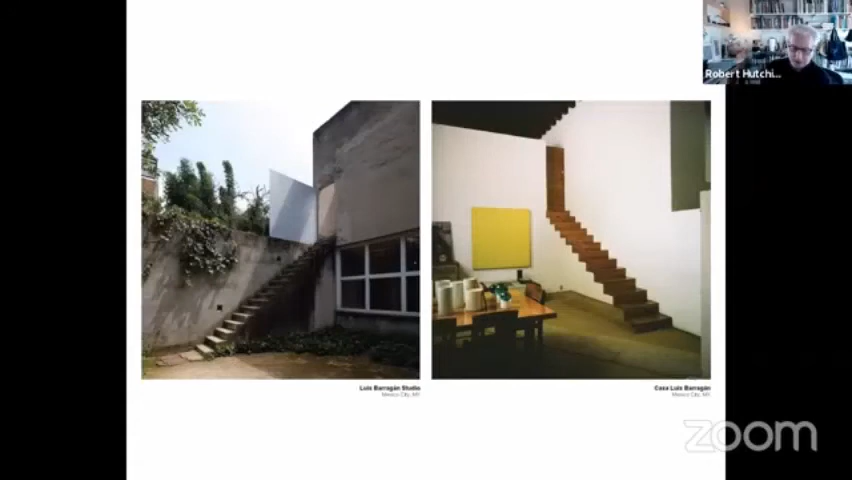 Robert Hutchi...
Luis Barragán Studio
Mexico City, MX
Casa Luis Barragán
Mexico City, MX
zoom